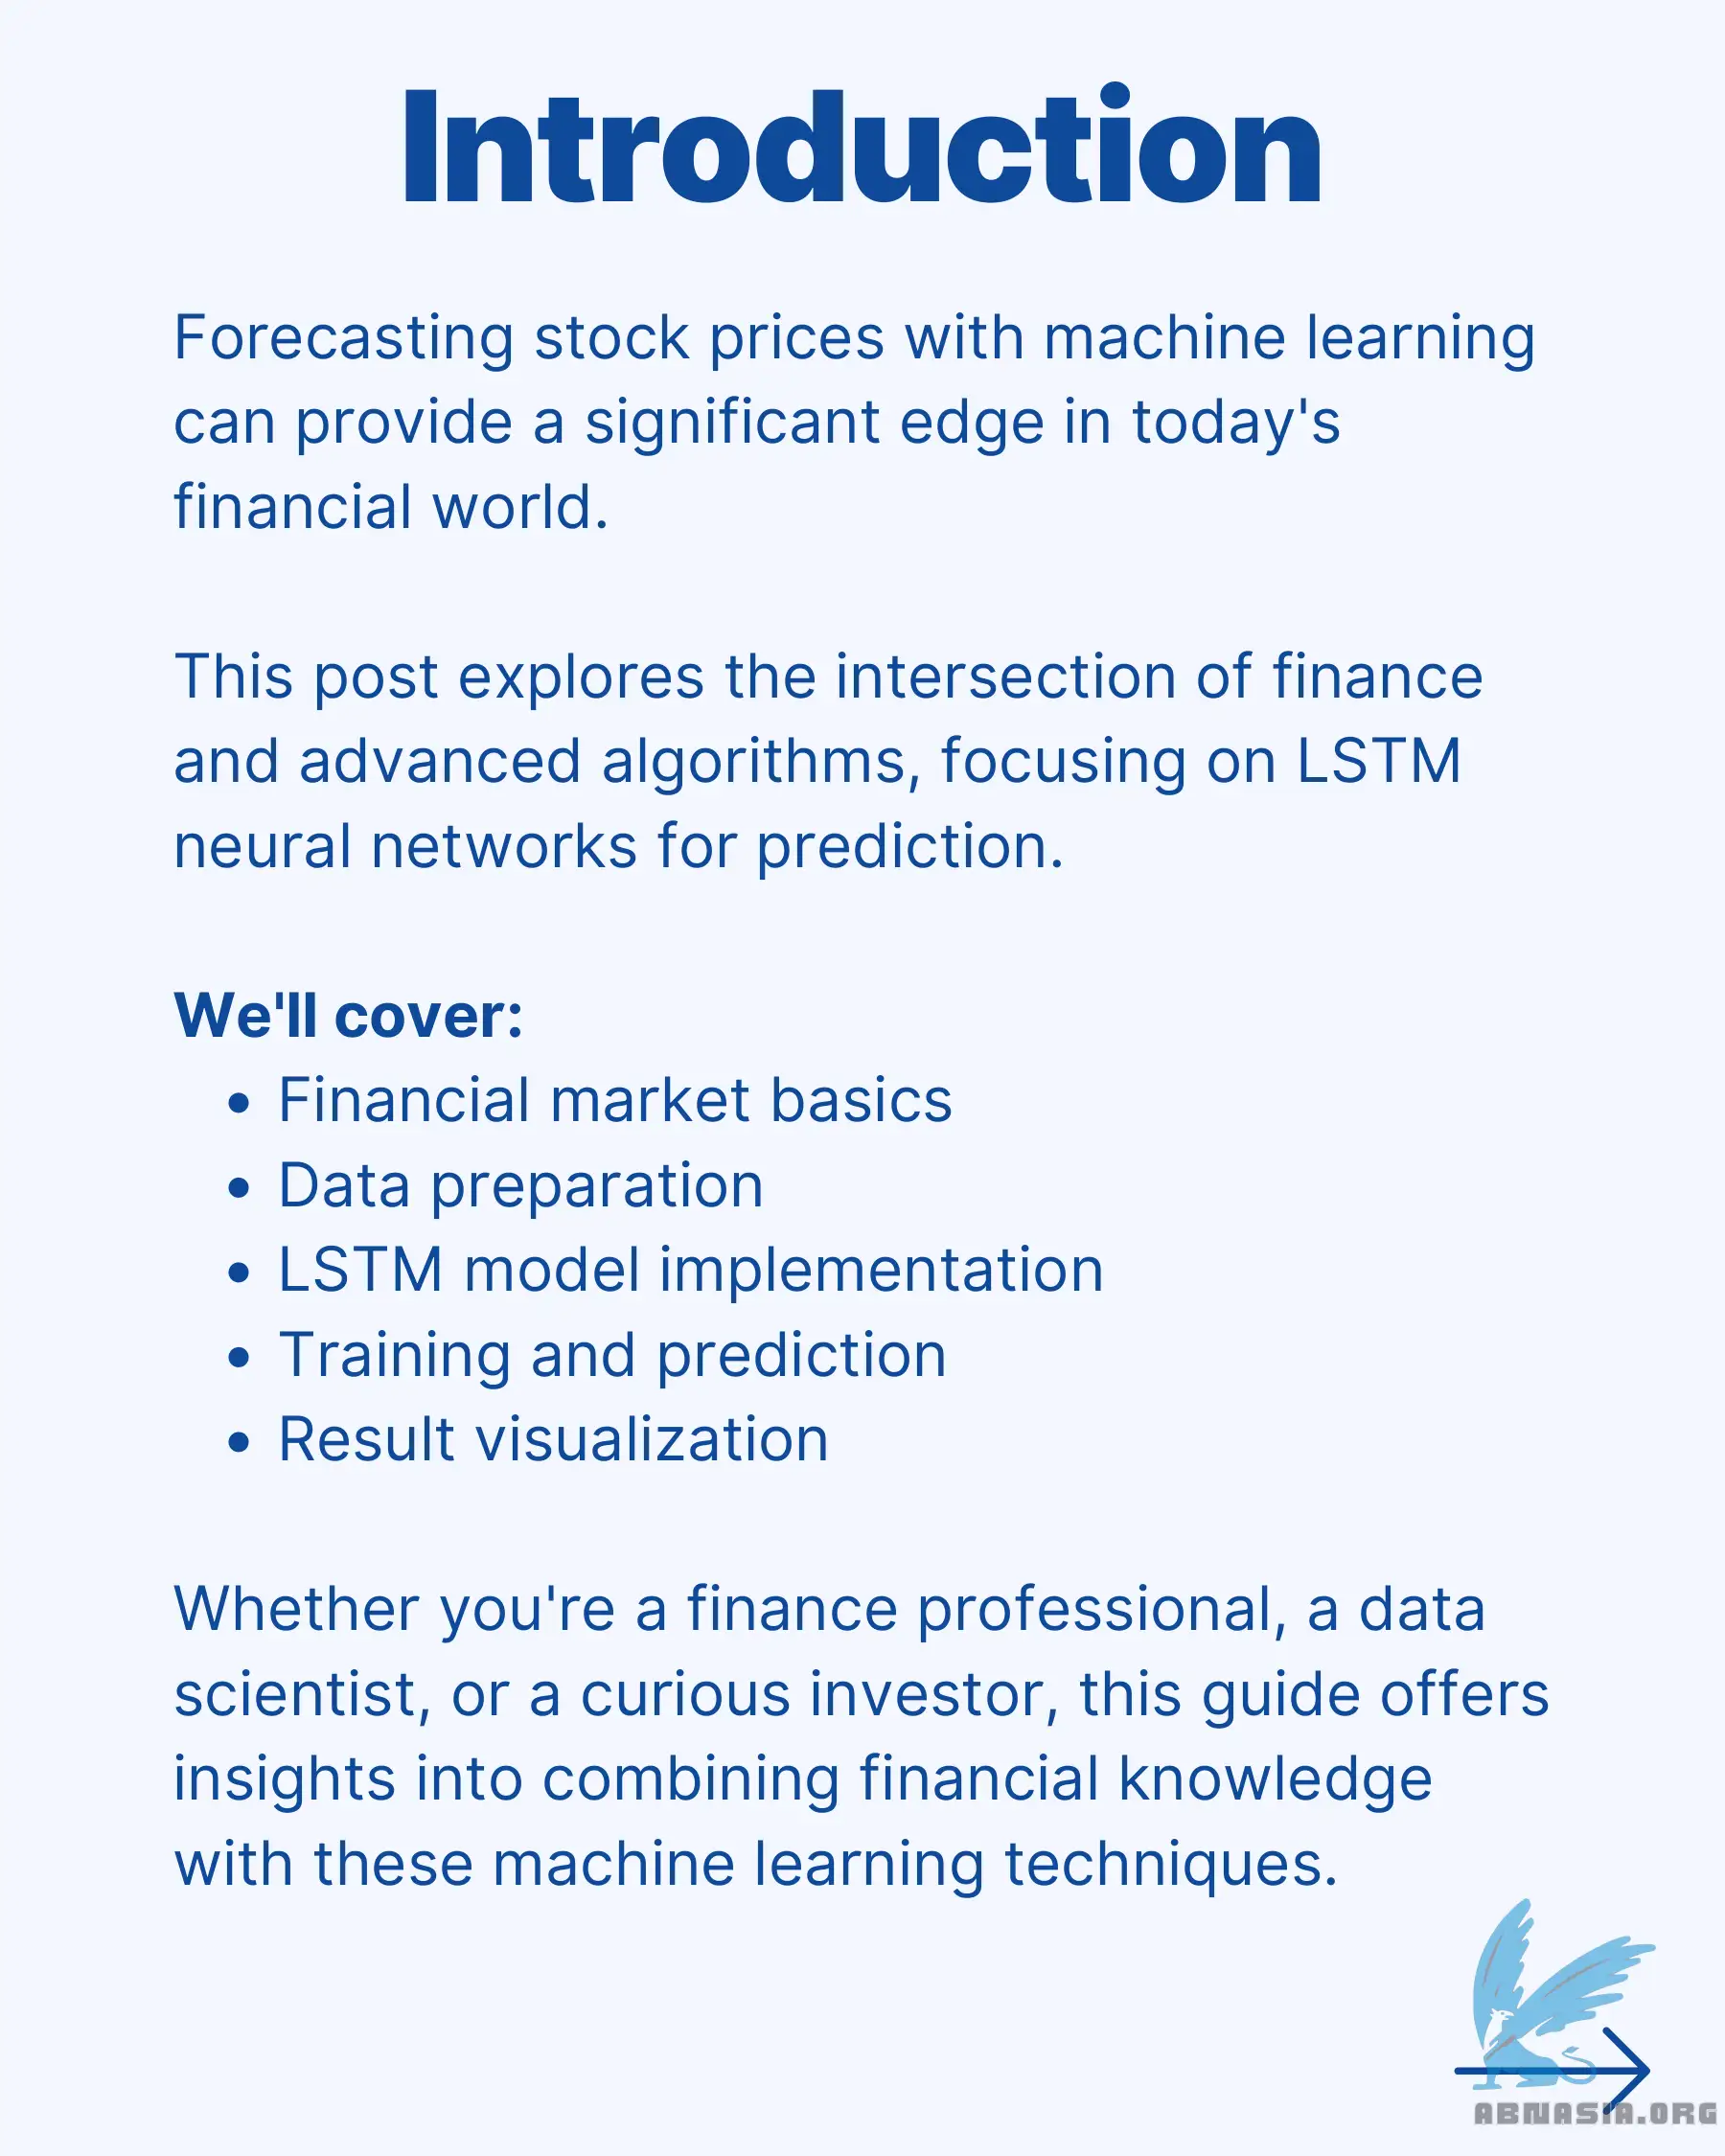 Introduction
Forecasting stock prices with machine learning
can provide a significant edge in today's
financial world.
This post explores the intersection of finance
and advanced algorithms, focusing on LSTM
neural networks for prediction.
We'll cover:
• Financial market basics
• Data preparation
• LSTM model implementation
• Training and prediction
• Result visualization
Whether you're a finance professional, a data
scientist, or a curious investor, this guide offers
insights into combining financial knowledge
with these machine learning techniques.
ABNASIA.ORG